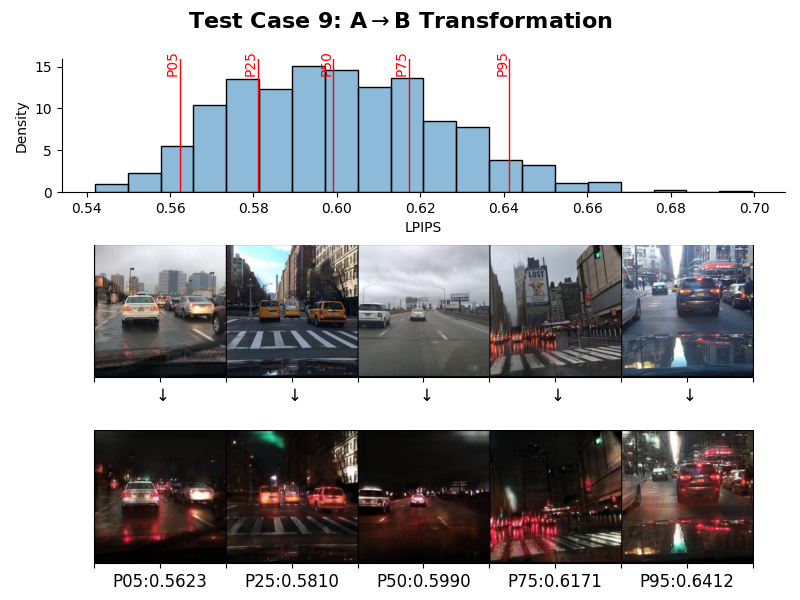 Test Case 9: A→B Transformation
P05
P25
P50
P75
P95
15
10
5
0
Density
0.54
0.56
0.58
0.60
0.62
0.64
0.66
0.68
0.70
LPIPS
LOST
↓
↓
↓
↓
↓
P05:0.5623
P25:0.5810
P50:0.5990
P75:0.6171
P95:0.6412